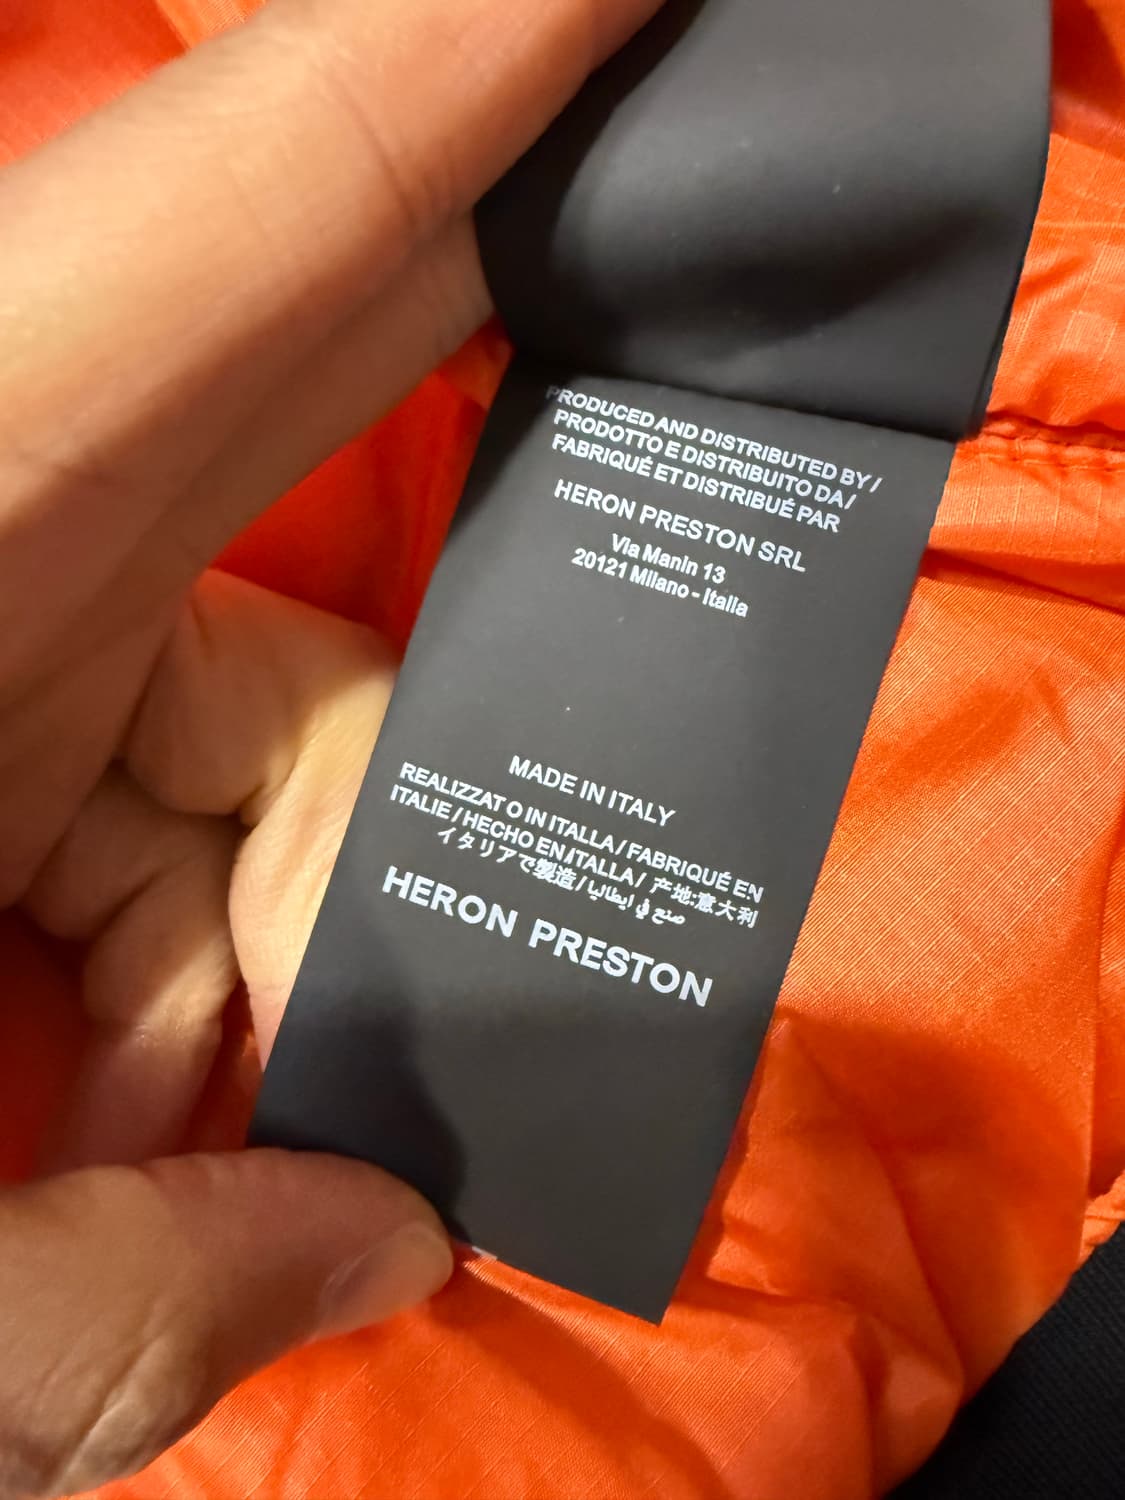 PRODUCED AND DISTRIBUTED BY/
PRODOTTO E DISTRIBUITO DA/
FABRIQUÉ ET DISTRIBUÉ PAR
HERON PRESTON SRL
Via Manin 13
20121 Milano - Italia
MADE IN ITALY
REALIZZATO IN ITALLA / FABRIQUÉ EN
ITALIE / HECHO EN ITALLA / 产地:意大利
イタリアで製造 / صنع في ايطاليا
HERON PRESTON